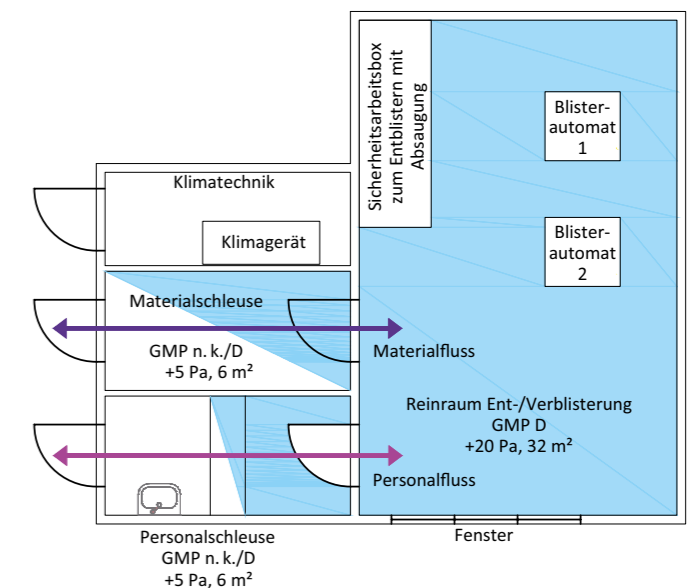 Sicherheitsarbeitsbox
zum Entblistern mit
Absaugung
Blister-
automat
1
Blister-
automat
2
Klimatechnik
Klimagerät
Materialschleuse
GMP n. k./D
+5 Pa, 6 m²
Materialfluss
Reinraum Ent-/Verblisterung
GMP D
+20 Pa, 32 m²
Personalfluss
Personalschleuse
GMP n. k./D
+5 Pa, 6 m²
Fenster